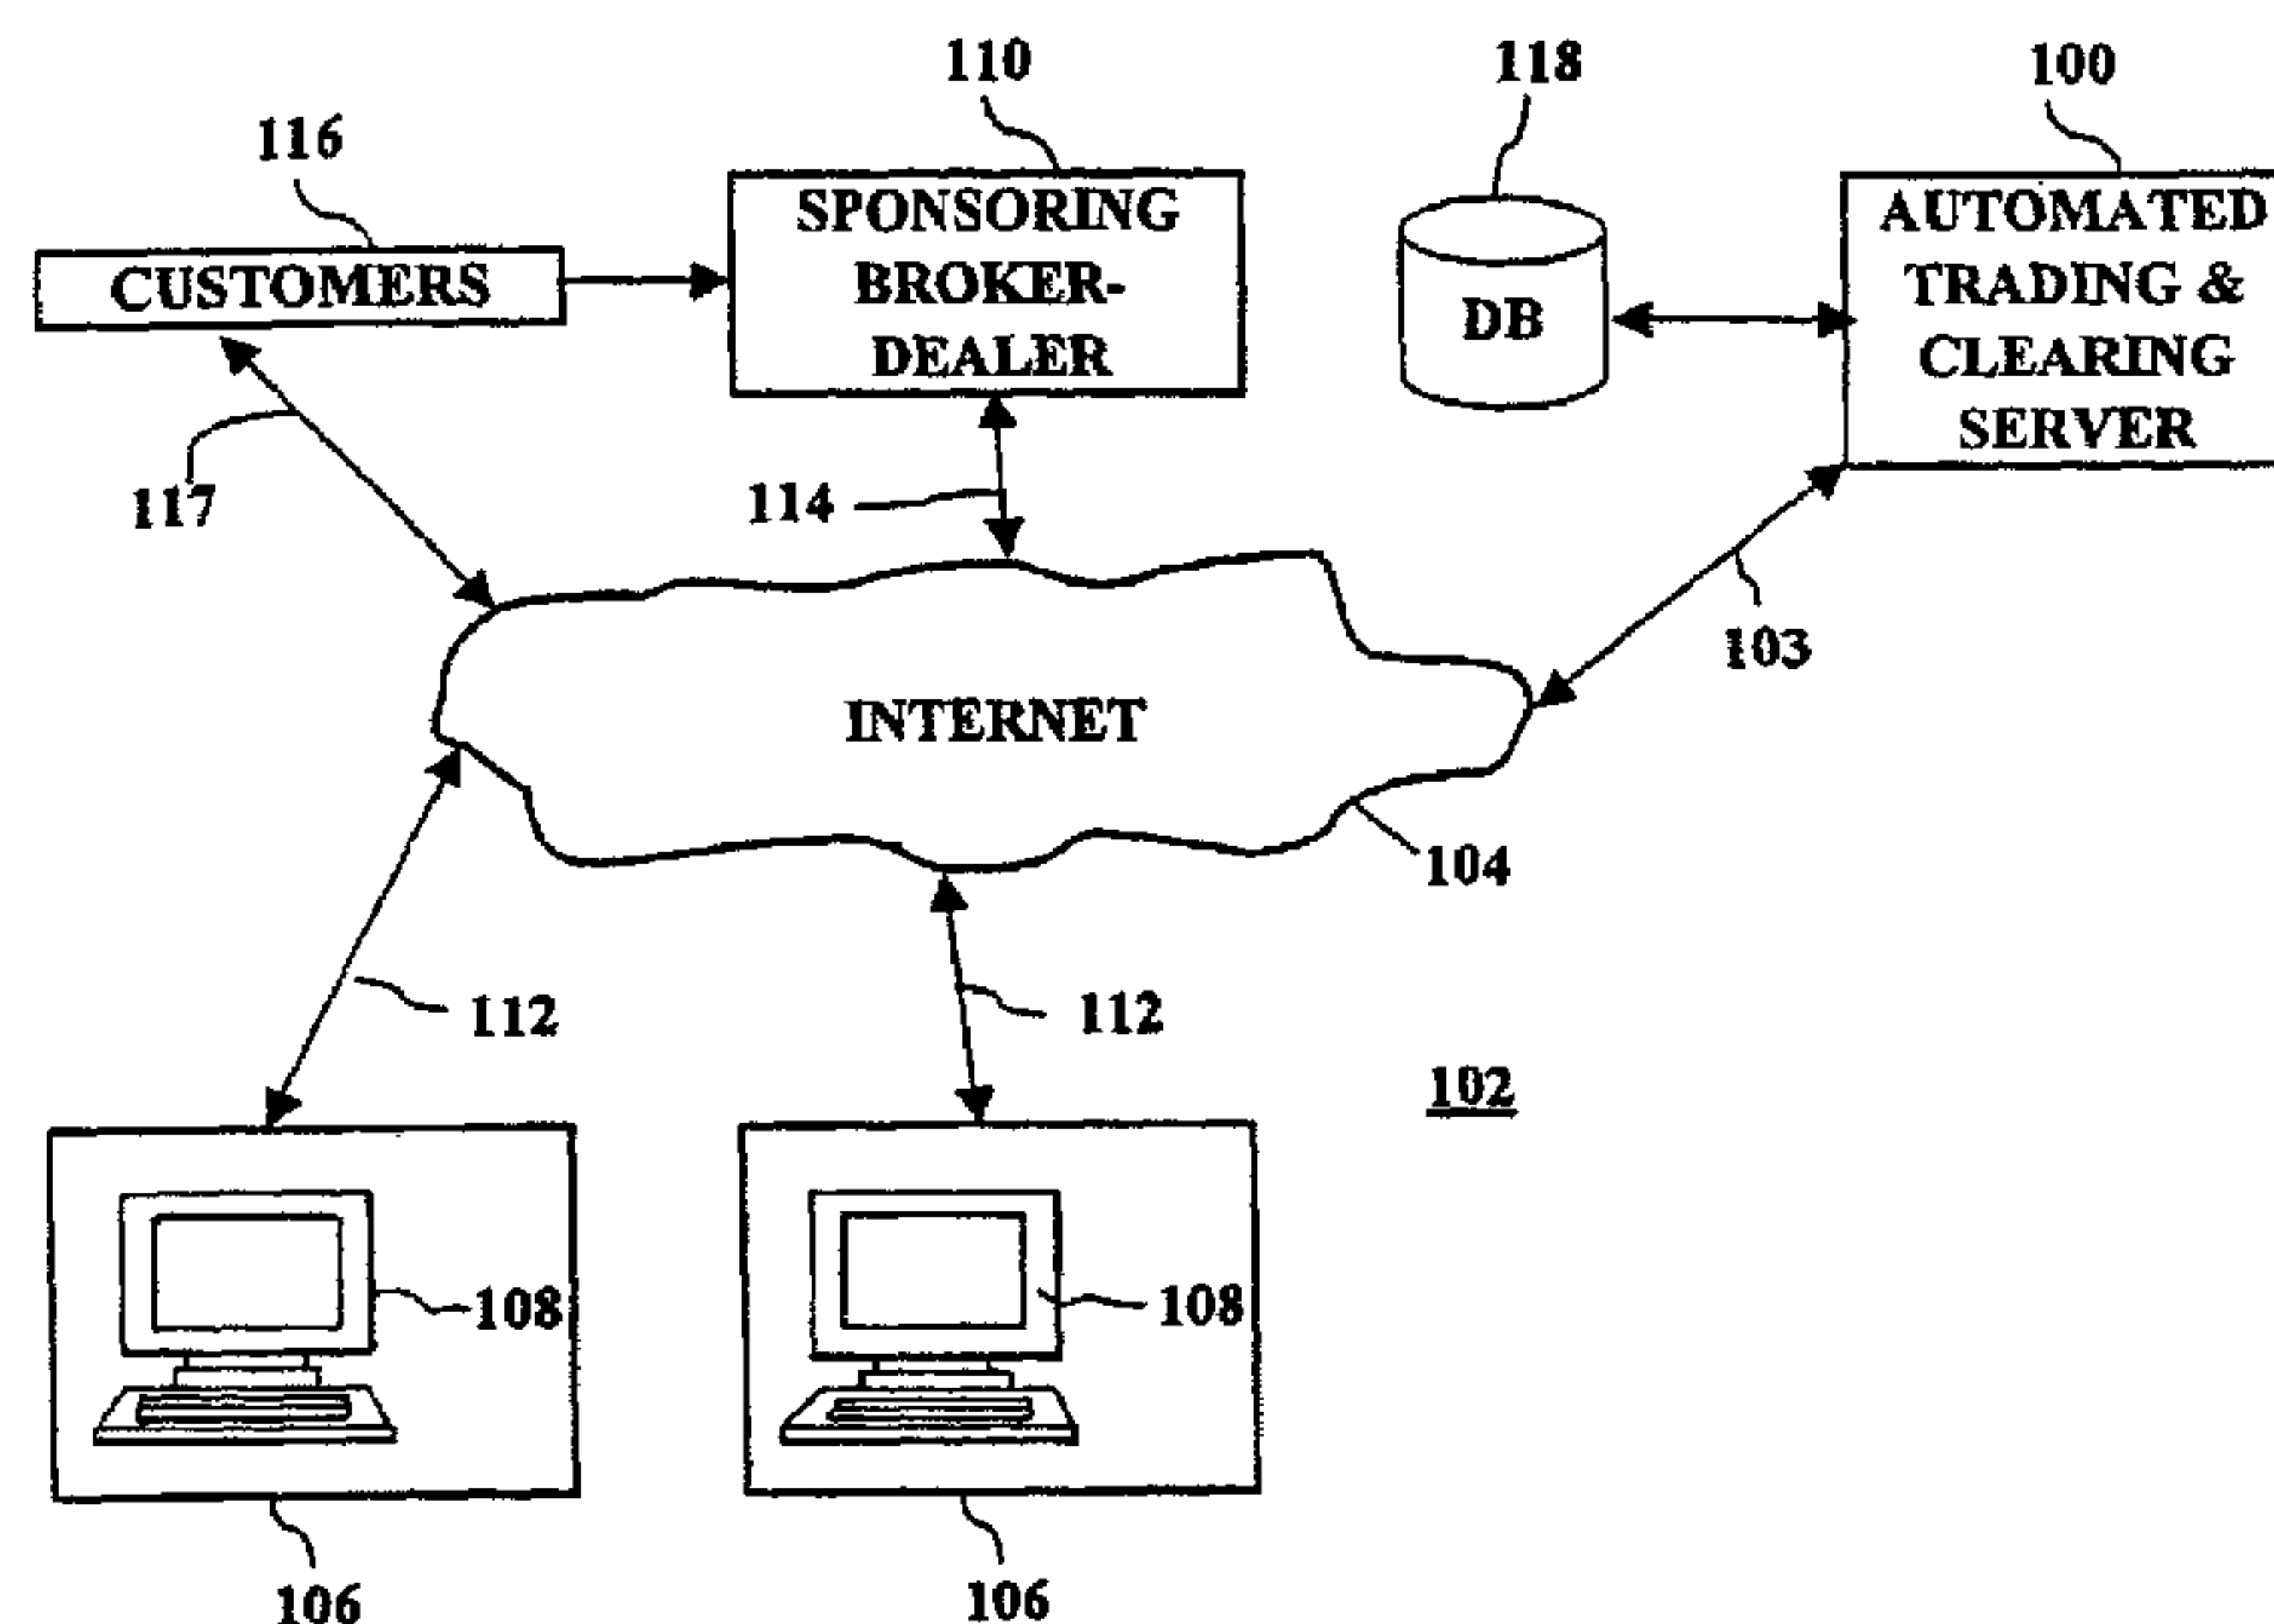 110
118
100
116
SPONSORING
BROKER-
DEALER
AUTOMATED
TRADING &
CLEARING
SERVER
CUSTOMERS
DB
117
114
103
INTERNET
104
112
112
102
108
108
106
106